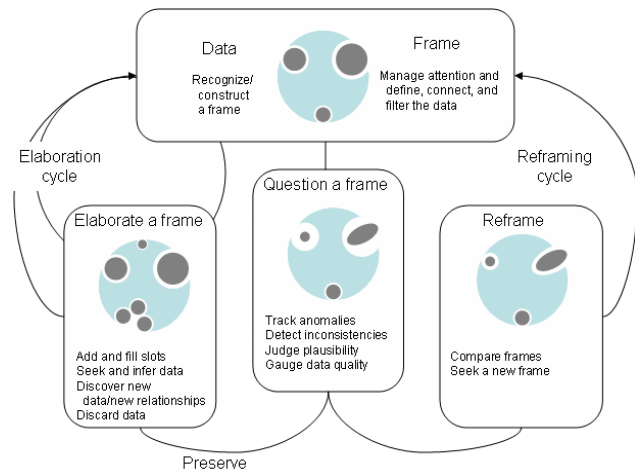 Data
Recognize/
construct
a frame
Frame
Manage attention and
define, connect, and
filter the data
Elaboration
cycle
Reframing
cycle
Elaborate a frame
Add and fill slots
Seek and infer data
Discover new
data/new relationships
Discard data
Question a frame
Track anomalies
Detect inconsistencies
Judge plausibility
Gauge data quality
Reframe
Compare frames
Seek a new frame
Preserve